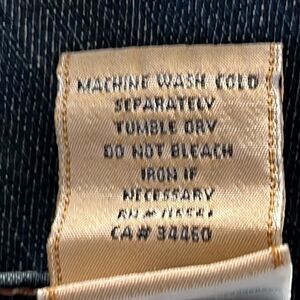 MACHINE WASH COLD
SEPARATELY
TUMBLE DRY
DO NOT BLEACH
IRON IF
NECESSARY
CA# 34460